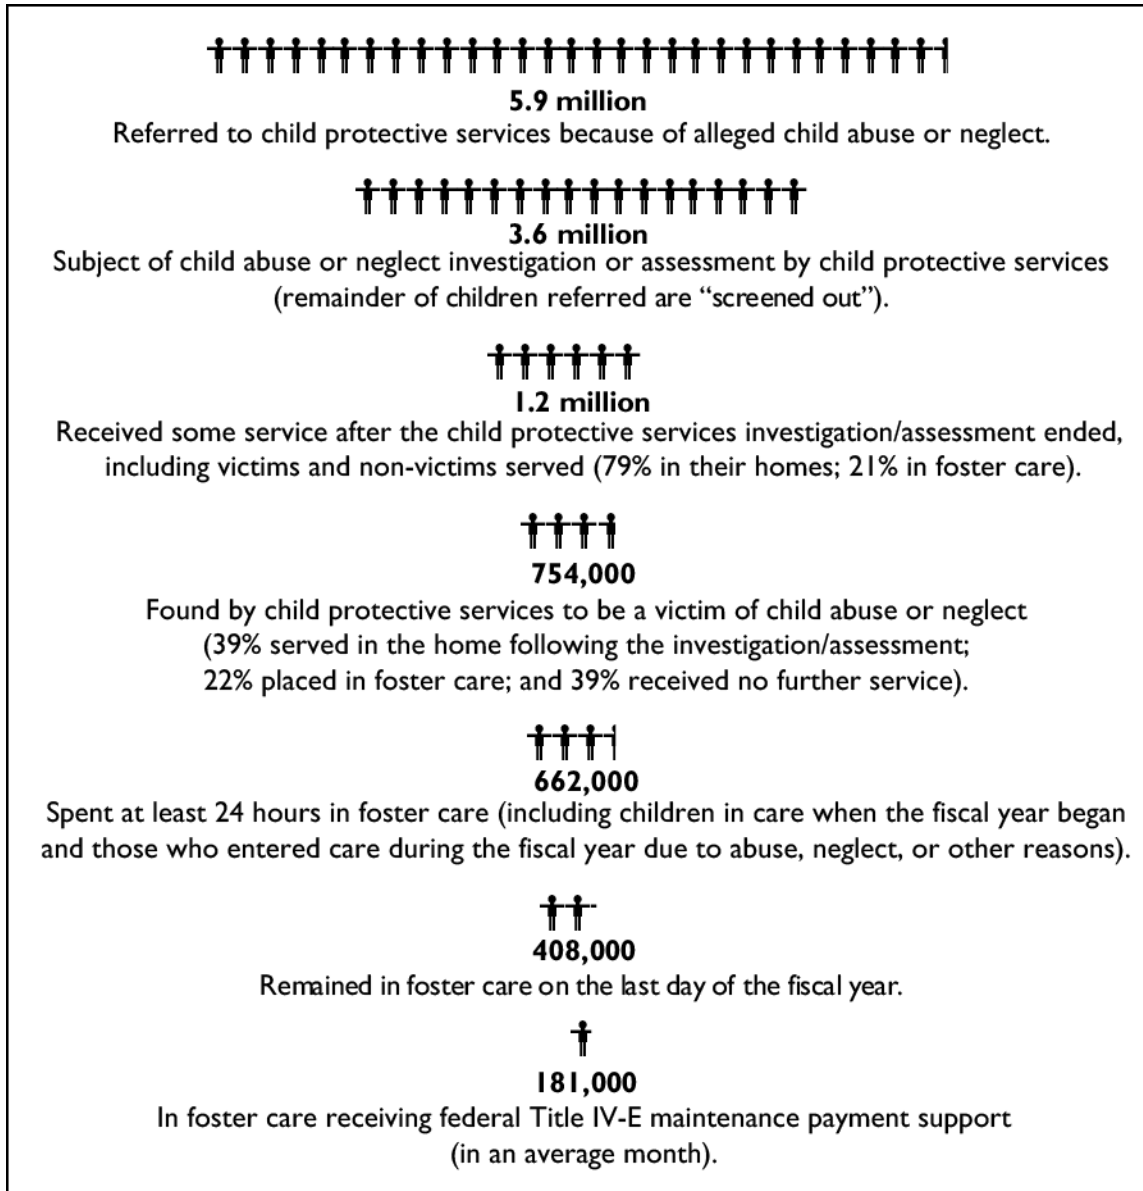 5.9 million
Referred to child protective services because of alleged child abuse or neglect.
3.6 million
Subject of child abuse or neglect investigation or assessment by child protective services
(remainder of children referred are “screened out”).
1.2 million
Received some service after the child protective services investigation/assessment ended,
including victims and non-victims served (79% in their homes; 21% in foster care).
754,000
Found by child protective services to be a victim of child abuse or neglect
(39% served in the home following the investigation/assessment;
22% placed in foster care; and 39% received no further service).
662,000
Spent at least 24 hours in foster care (including children in care when the fiscal year began
and those who entered care during the fiscal year due to abuse, neglect, or other reasons).
408,000
Remained in foster care on the last day of the fiscal year.
181,000
In foster care receiving federal Title IV-E maintenance payment support
(in an average month).